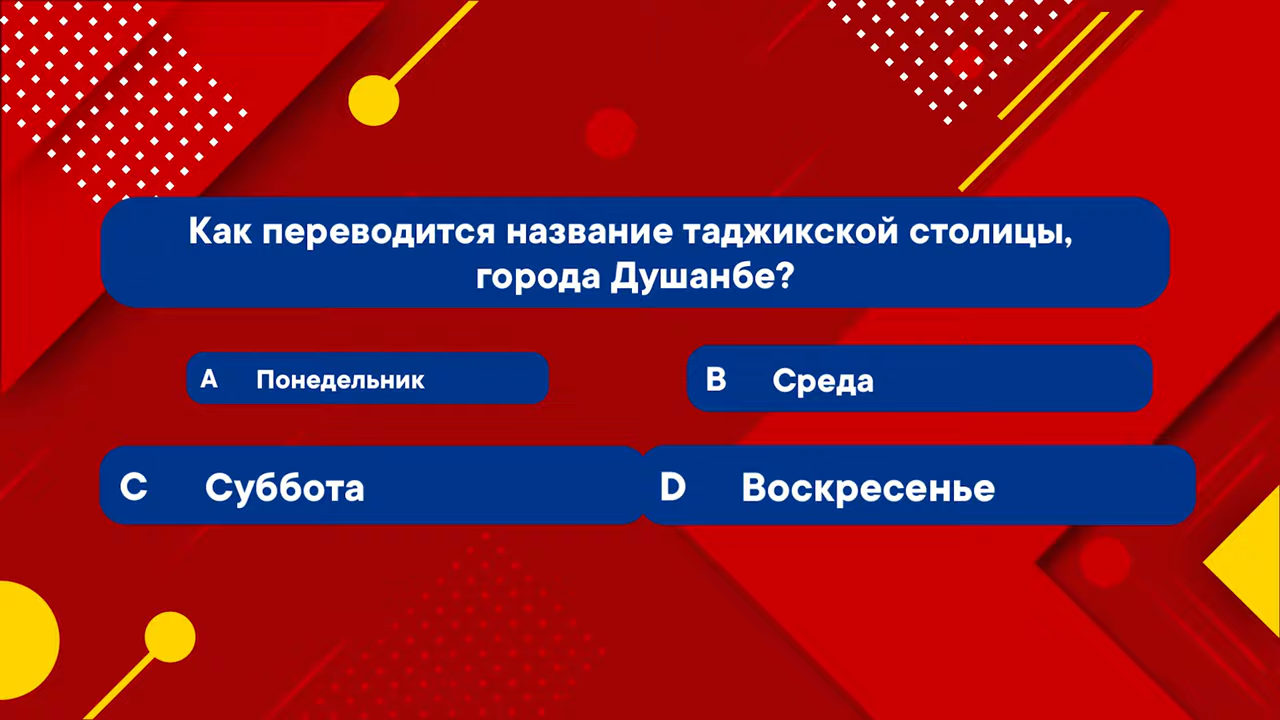 Как переводится название таджикской столицы,
города Душанбе?
A Понедельник
B Среда
C Суббота
D Воскресенье